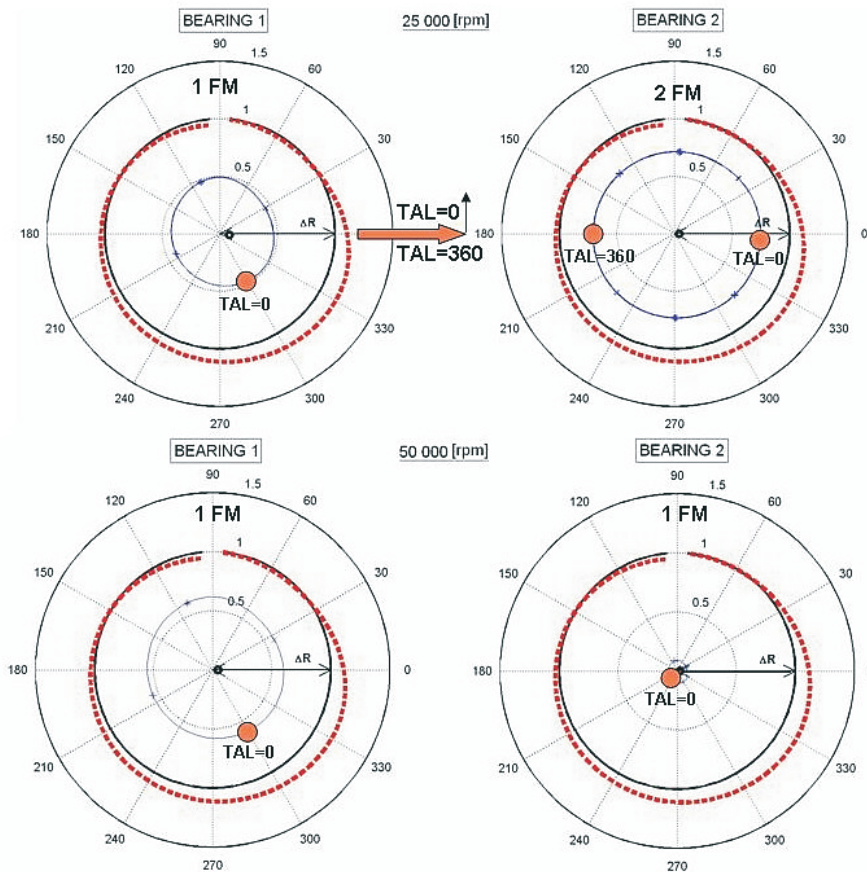 BEARING 1
25 000 [rpm]
BEARING 2
90
1.5
120
60
1 FM
1
150
30
0.5
ΔR
180
TAL=0
210
330
240
300
270
TAL=0
TAL=360
90
1.5
120
60
2 FM
1
150
30
0.5
ΔR
180
0
TAL=360
TAL=0
210
330
240
300
270
BEARING 1
50 000 [rpm]
BEARING 2
90
1.5
120
60
1 FM
1
150
30
0.5
ΔR
180
0
TAL=0
210
330
240
300
270
90
1.5
120
60
1 FM
1
150
30
0.5
ΔR
180
0
TAL=0
210
330
240
300
270